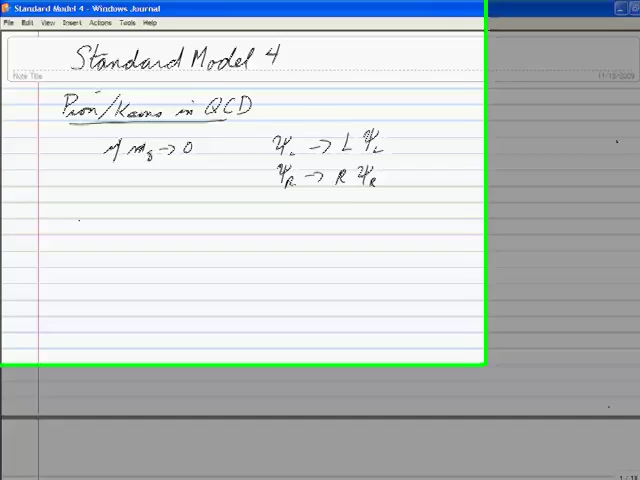 Standard Model 4 - Windows Journal
File Edit View Insert Actions Tools Help
Standard Model 4
Note Title
11/10/2009
Pion/Kaons in QCD
if m_q → 0
ψ_L → L ψ_L
ψ_R → R ψ_R